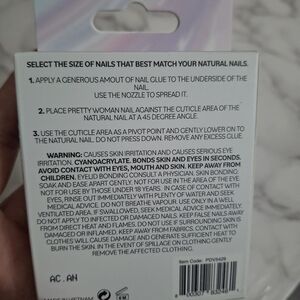 SELECT THE SIZE OF NAILS THAT BEST MATCH YOUR NATURAL NAILS.
1. APPLY A GENEROUS AMOUT OF NAIL GLUE TO THE UNDERSIDE OF THE
NAIL.
USE THE NOZZLE TO SPREAD IT.
2. PLACE PRETTY WOMAN NAIL AGAINST THE CUTICLE AREA OF THE
NATURAL NAIL AT A 45 DEGREE ANGLE.
3. USE THE CUTICLE AREA AS A PIVOT POINT AND GENTLY LOWER ON TO
THE NATURAL NAIL. DO NOT PRESS DOWN. REMOVE ANY EXCESS GLUE.
WARNING: CAUSES SKIN IRRITATION AND CAUSES SERIOUS EYE
IRRITATION. CYANOACRYLATE. BONDS SKIN AND EYES IN SECONDS.
AVOID CONTACT WITH EYES, MOUTH AND SKIN. KEEP AWAY FROM
CHILDREN. EYELID BONDING CONSULT A PHYSICIAN. SKIN BONDING
SOAK AND EASE APART GENTLY. NOT FOR USE IN THE AREA OF THE EYE.
NOT FOR USE BY THOSE UNDER 18 YEARS. IN CASE OF CONTACT WITH
EYES, RINSE OUT IMMEDIATELY WITH PLENTY OF WATER AND SEEK
MEDICAL ADVICE. DO NOT BREATHE VAPOUR. USE ONLY IN A WELL
VENTILATED AREA. IF SWALLOWED, SEEK MEDICAL ADVICE IMMEDIATELY.
DO NOT APPLY TO INFECTED OR DAMAGED NAILS. KEEP FALSE NAILS AWAY
FROM DIRECT HEAT AND FLAME. DO NOT USE IF SURROUNDING SKIN IS
DAMAGED OR INFLAMED. KEEP AWAY FROM FABRICS. CONTACT WITH
CLOTHES WILL CAUSE DAMAGE AND GENERATE SUFFICIENT HEAT TO
BURN THE SKIN. IN THE EVENT OF SPILLAGE ON CLOTHING GENTLY
REMOVE THE AFFECTED CLOTHING.
AC.AH
Item Code: PDVS429